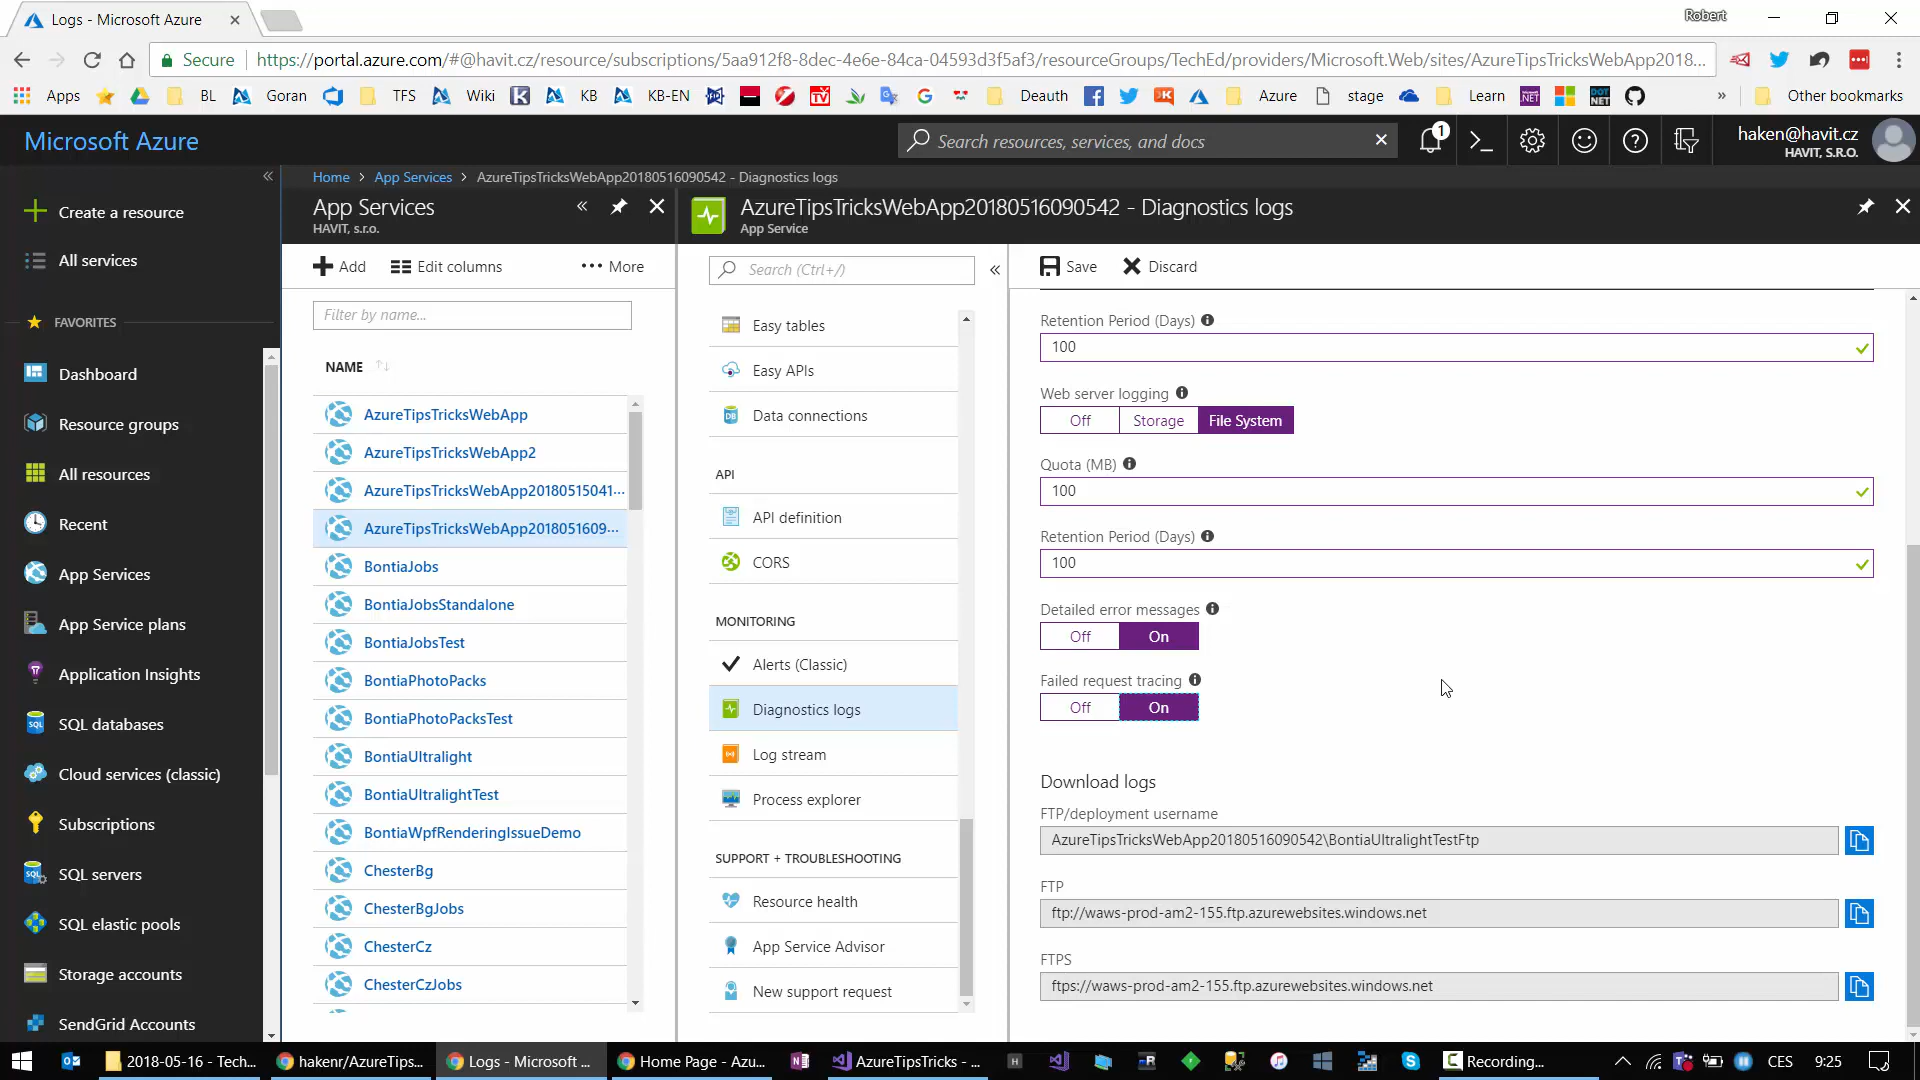 Logs - Microsoft Azure
Robert
Secure
https://portal.azure.com/#@havit.cz/resource/subscriptions/5aa912f8-8dec-4e6e-84ca-04593d3f5af3/resourceGroups/TechEd/providers/Microsoft.Web/sites/AzureTipsTricksWebApp2018...
Apps
BL
Goran
TFS
Wiki
KB
KB-EN
Deauth
Azure
stage
Learn
»
Other bookmarks
Microsoft Azure
Search resources, services, and docs
1
haken@havit.cz
HAVIT, S.R.O.
Create a resource
All services
FAVORITES
Dashboard
Resource groups
All resources
Recent
App Services
App Service plans
Application Insights
SQL databases
Cloud services (classic)
Subscriptions
SQL servers
SQL elastic pools
Storage accounts
SendGrid Accounts
Home > App Services > AzureTipsTricksWebApp20180516090542 - Diagnostics logs
App Services
HAVIT, s.r.o.
Add
Edit columns
More
Filter by name...
NAME
AzureTipsTricksWebApp
AzureTipsTricksWebApp2
AzureTipsTricksWebApp20180515041...
AzureTipsTricksWebApp2018051609...
BontiaJobs
BontiaJobsStandalone
BontiaJobsTest
BontiaPhotoPacks
BontiaPhotoPacksTest
BontiaUltralight
BontiaUltralightTest
BontiaWpfRenderingIssueDemo
ChesterBg
ChesterBgJobs
ChesterCz
ChesterCzJobs
AzureTipsTricksWebApp20180516090542 - Diagnostics logs
App Service
Search (Ctrl+/)
Easy tables
Easy APIs
Data connections
API
API definition
CORS
MONITORING
Alerts (Classic)
Diagnostics logs
Log stream
Process explorer
SUPPORT + TROUBLESHOOTING
Resource health
App Service Advisor
New support request
Save
Discard
Retention Period (Days)
100
Web server logging
Off
Storage
File System
Quota (MB)
100
Retention Period (Days)
100
Detailed error messages
Off
On
Failed request tracing
Off
On
Download logs
FTP/deployment username
AzureTipsTricksWebApp20180516090542\BontiaUltralightTestFtp
FTP
ftp://waws-prod-am2-155.ftp.azurewebsites.windows.net
FTPS
ftps://waws-prod-am2-155.ftp.azurewebsites.windows.net
2018-05-16 - Tech...
hakenr/AzureTips...
Logs - Microsoft ...
Home Page - Azu...
AzureTipsTricks - ...
Recording...
CES
9:25